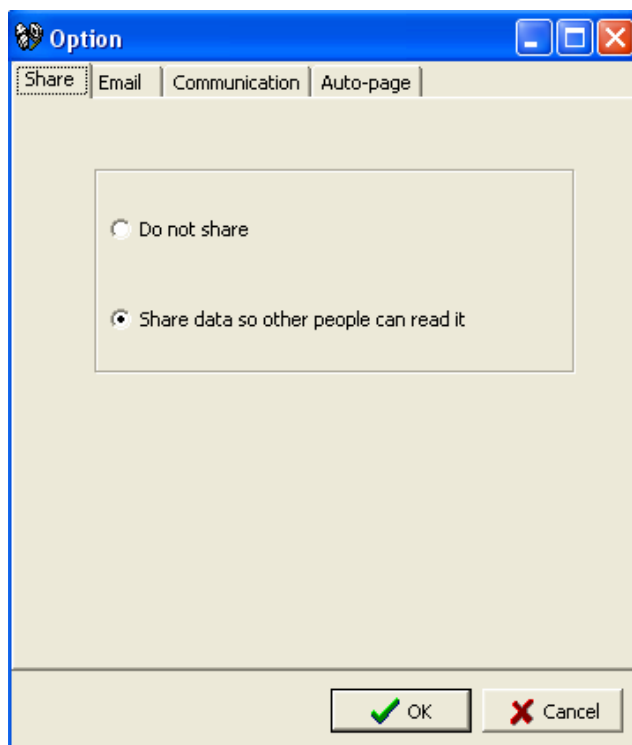 Option
Share Email Communication Auto-page
Do not share
Share data so other people can read it
OK Cancel